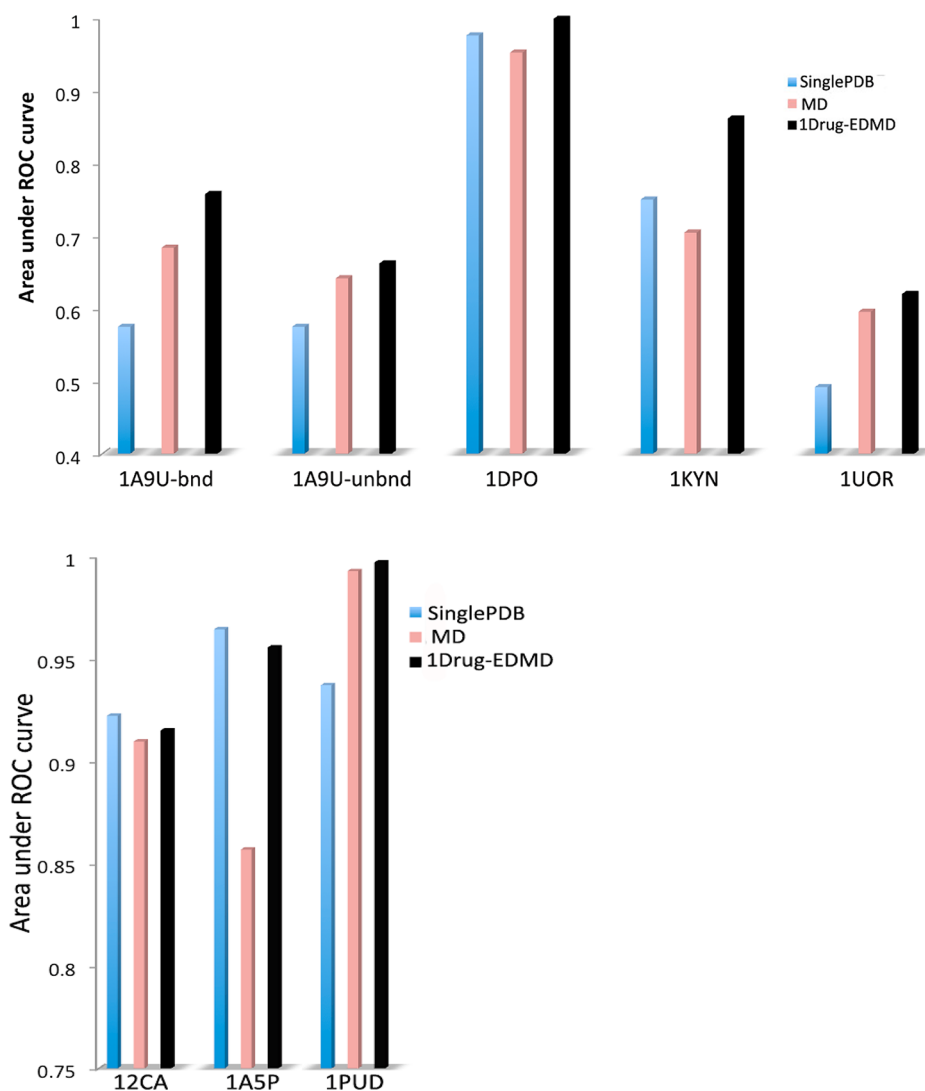 1
0.9
0.8
0.7
0.6
0.5
0.4
Area under ROC curve
SinglePDB
MD
1Drug-EDMD
1A9U-bnd 1A9U-unbnd 1DPO 1KYN 1UOR
1
0.95
0.9
0.85
0.8
0.75
Area under ROC curve
SinglePDB
MD
1Drug-EDMD
12CA 1A5P 1PUD